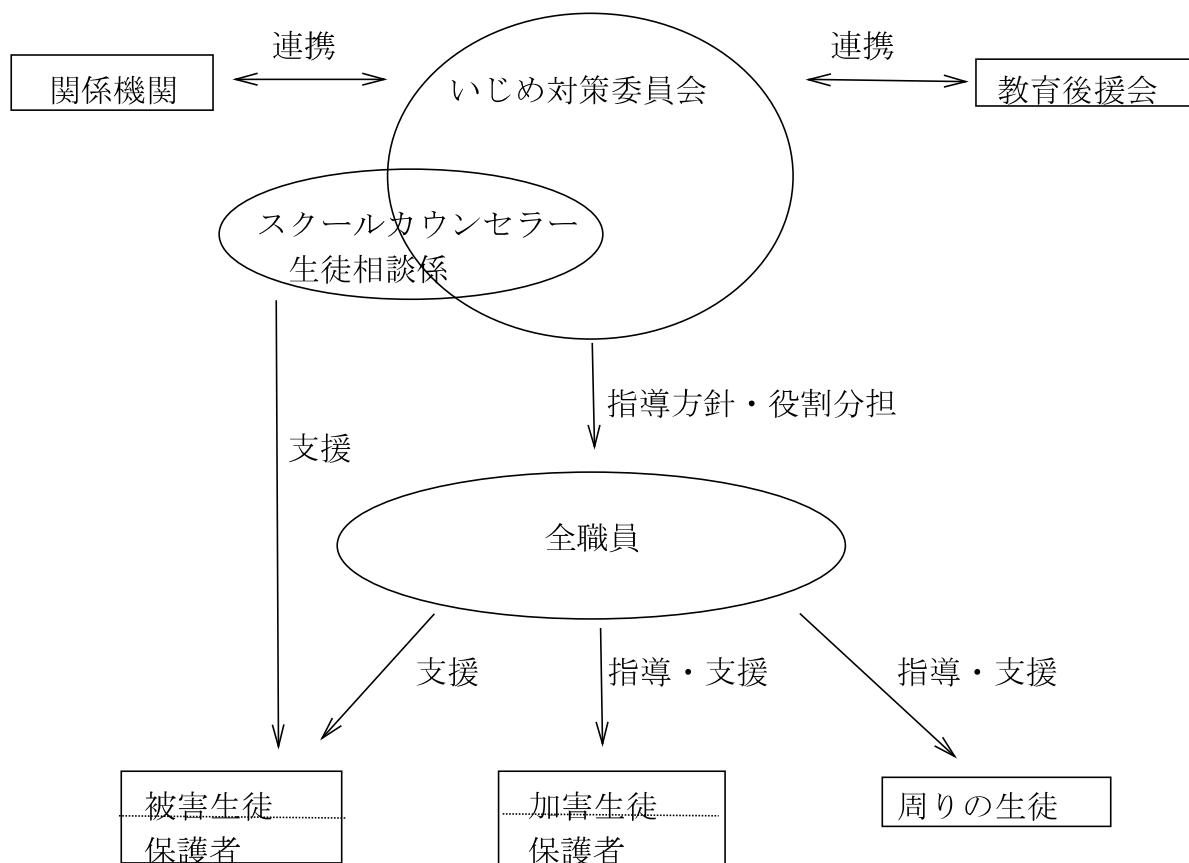 連携
連携
関係機関
いじめ対策委員会
教育後援会
スクールカウンセラー
生徒相談係
指導方針・役割分担
支援
全職員
支援
指導・支援
指導・支援
被害生徒
保護者
加害生徒
保護者
周りの生徒